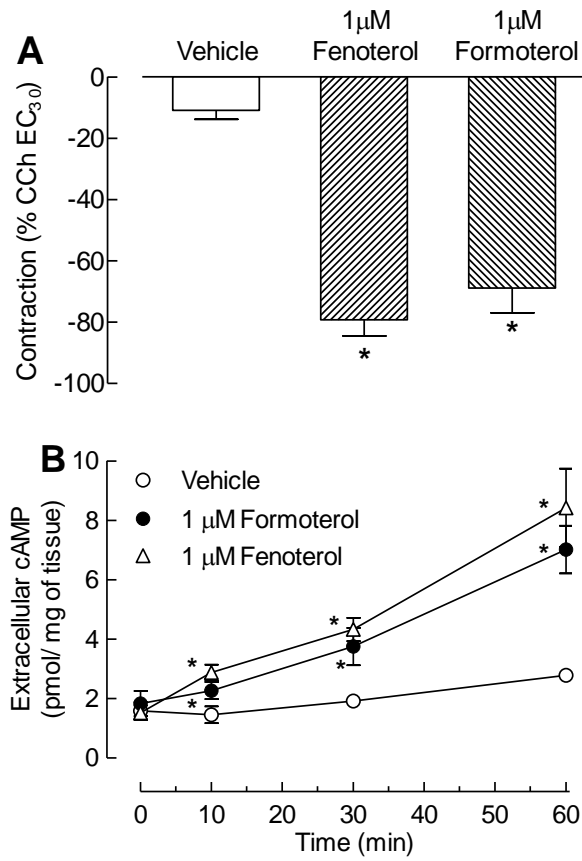 A
Vehicle
1μM
Fenoterol
1μM
Formoterol
0
-20
-40
-60
-80
-100
Contraction (% CCh EC30)
*
*
B
10
8
6
4
2
0
Extracellular cAMP
(pmol/ mg of tissue)
Vehicle
1 μM Formoterol
1 μM Fenoterol
*
*
*
*
*
*
0 10 20 30 40 50 60
Time (min)